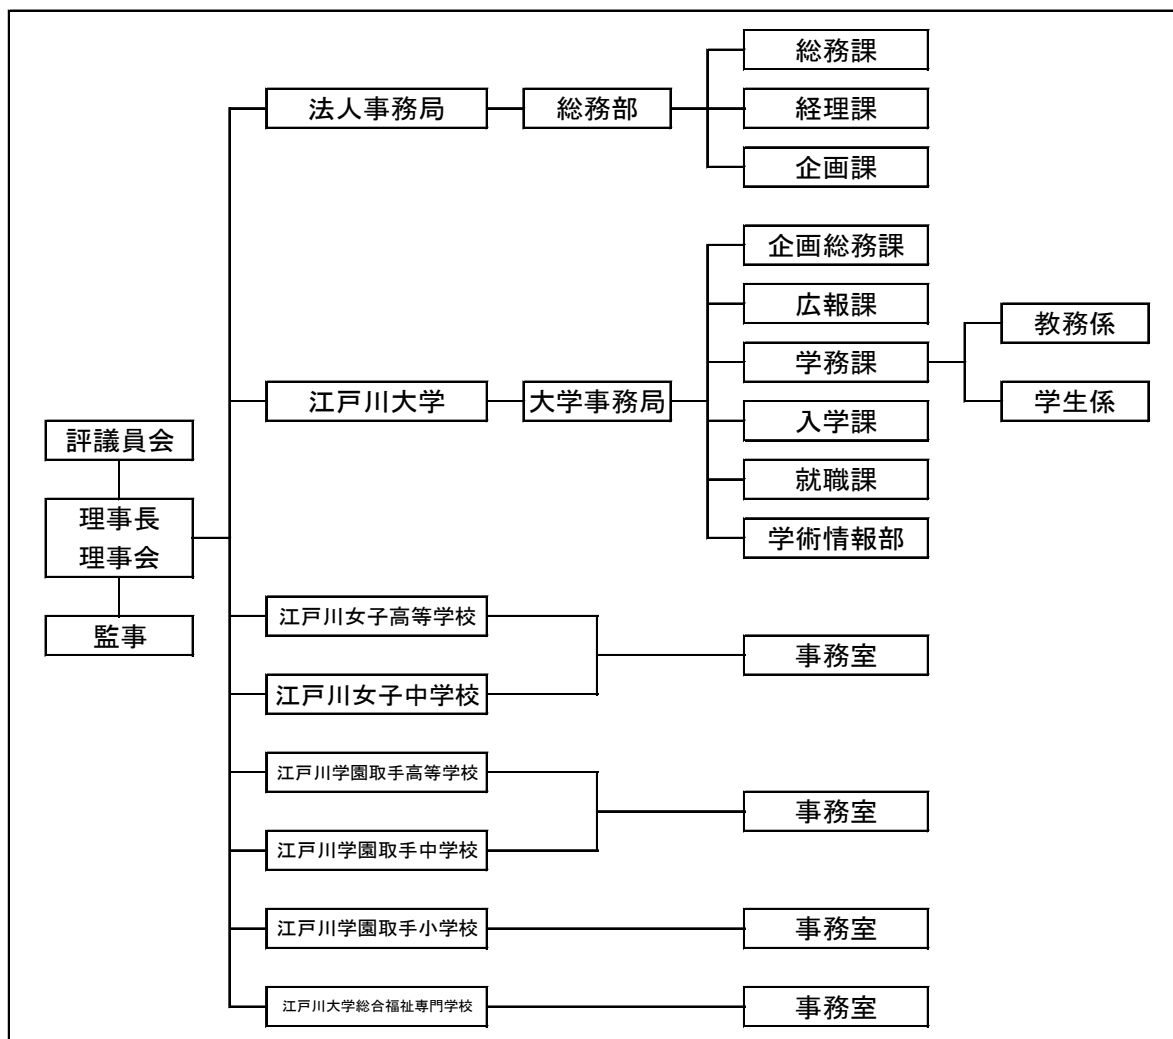 総務課
法人事務局
総務部
経理課
企画課
企画総務課
広報課
教務係
学務課
江戸川大学
大学事務局
学生係
入学課
評議員会
就職課
理事長
理事会
学術情報部
江戸川女子高等学校
監事
事務室
江戸川女子中学校
江戸川学園取手高等学校
事務室
江戸川学園取手中学校
江戸川学園取手小学校
事務室
江戸川大学総合福祉専門学校
事務室